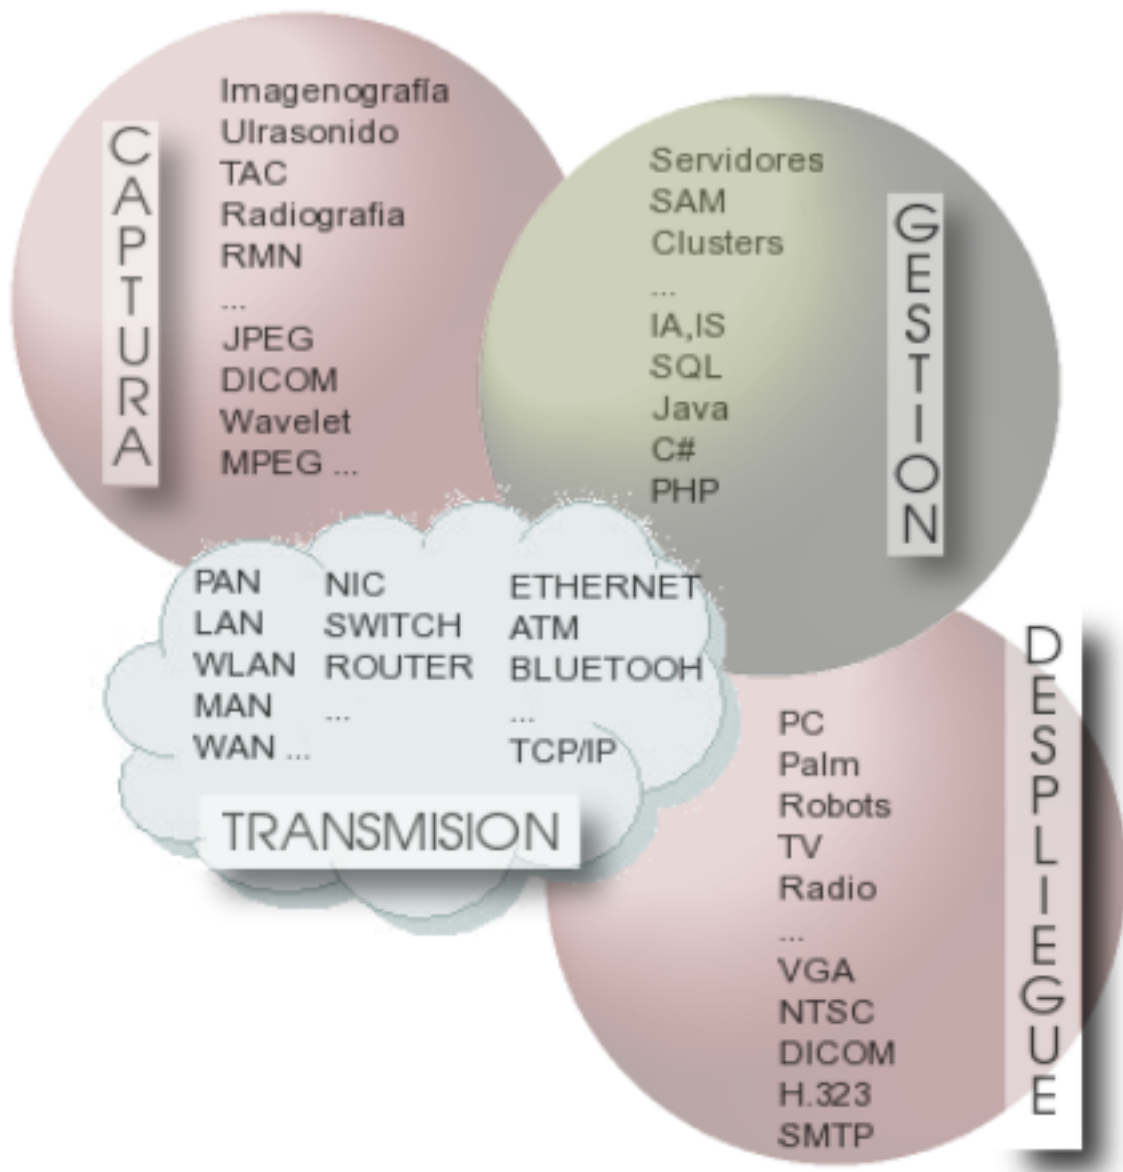 CAPTURA
Imagenografía
Ulrasonido
TAC
Radiografia
RMN
...
JPEG
DICOM
Wavelet
MPEG ...
GESTION
Servidores
SAM
Clusters
...
IA,IS
SQL
Java
C#
PHP
PAN NIC ETHERNET
LAN SWITCH ATM
WLAN ROUTER BLUETOOH
MAN ... ...
WAN ... TCP/IP
TRANSMISION
DESPLIEGUE
PC
Palm
Robots
TV
Radio
...
VGA
NTSC
DICOM
H.323
SMTP